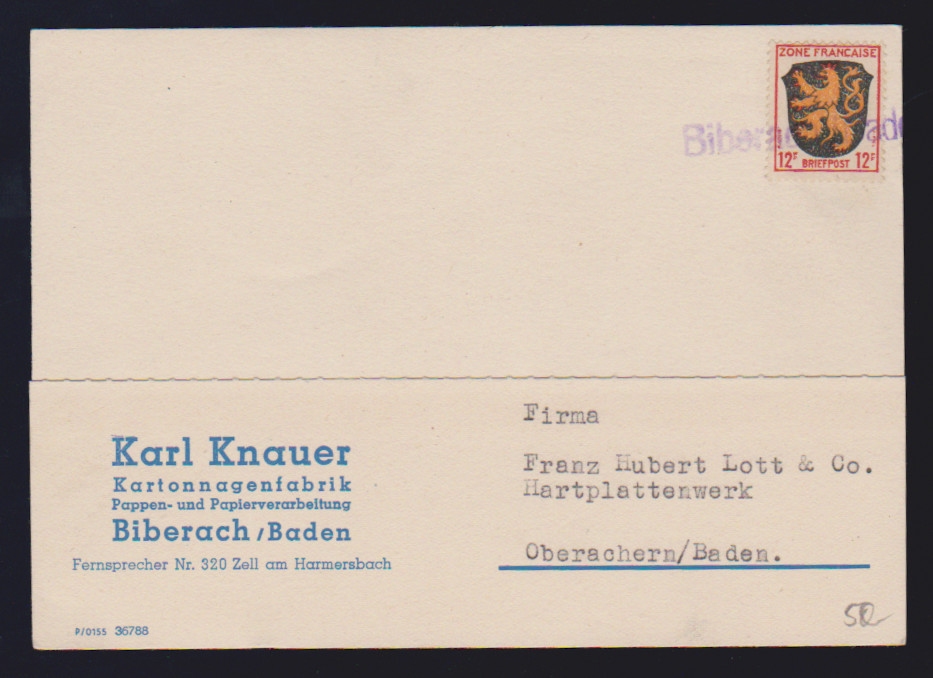 ZONE FRANÇAISE
12F BRIEFPOST 12F
Karl Knauer
Kartonnagenfabrik
Pappen- und Papierverarbeitung
Biberach/Baden
Fernsprecher Nr. 320 Zell am Harmersbach
P/0155 36788
Firma
Franz Hubert Lott & Co.
Hartplattenwerk
Oberachern/Baden.